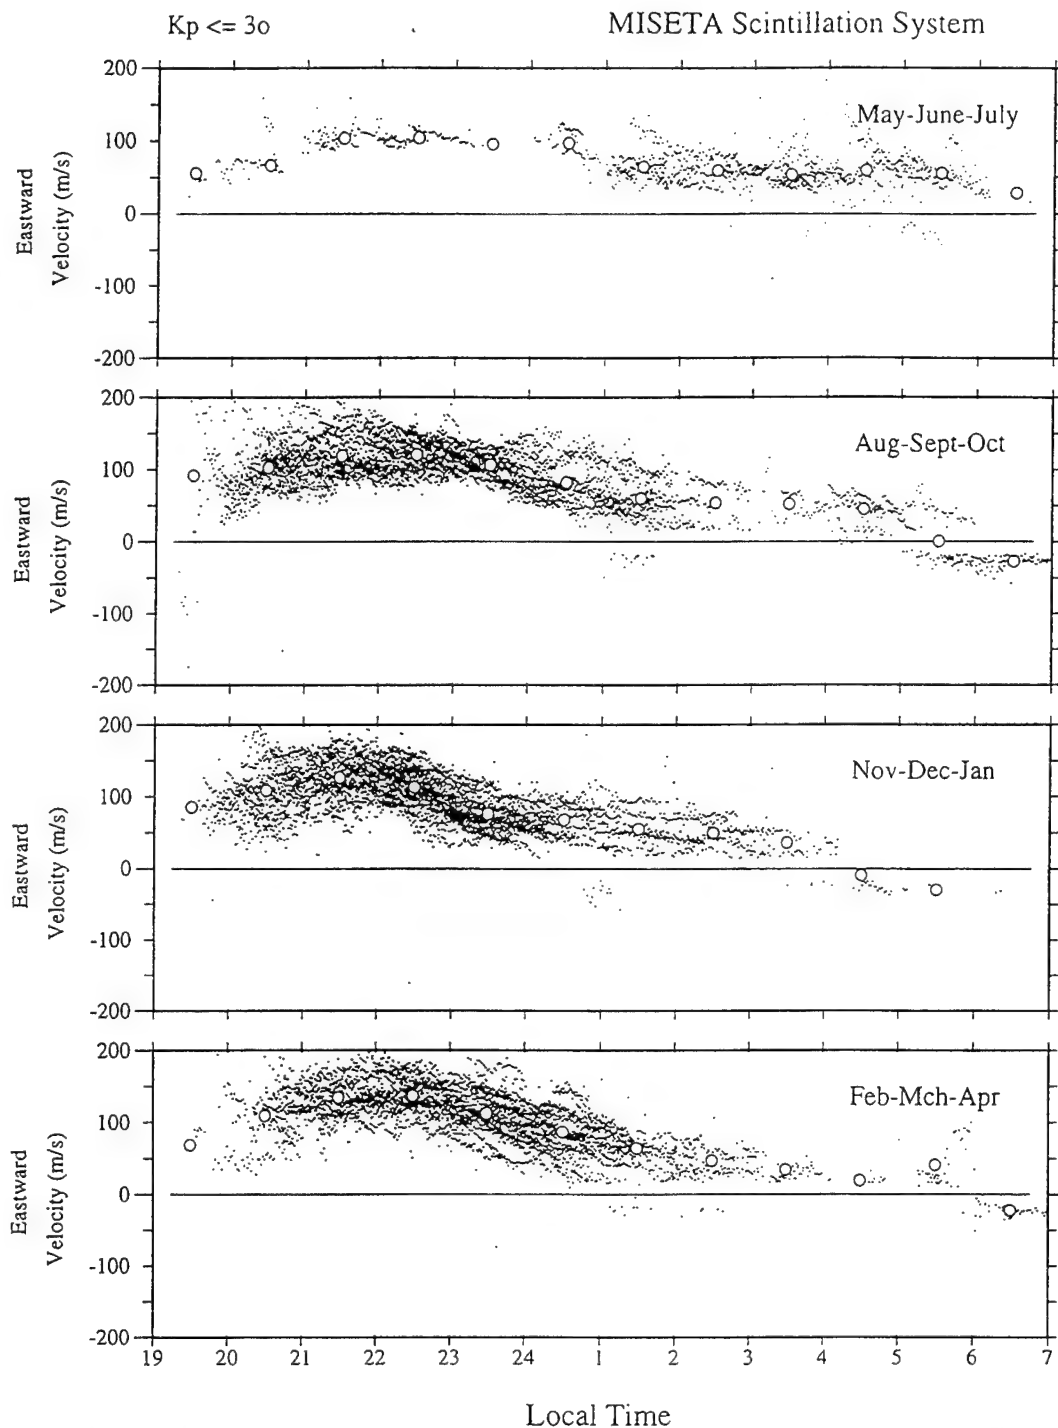 Kp <= 3o
MISETA Scintillation System
200
100
0
-100
-200
Eastward
Velocity (m/s)
May-June-July
200
100
0
-100
-200
Eastward
Velocity (m/s)
Aug-Sept-Oct
200
100
0
-100
-200
Eastward
Velocity (m/s)
Nov-Dec-Jan
200
100
0
-100
-200
Eastward
Velocity (m/s)
Feb-Mch-Apr
19 20 21 22 23 24 1 2 3 4 5 6 7
Local Time